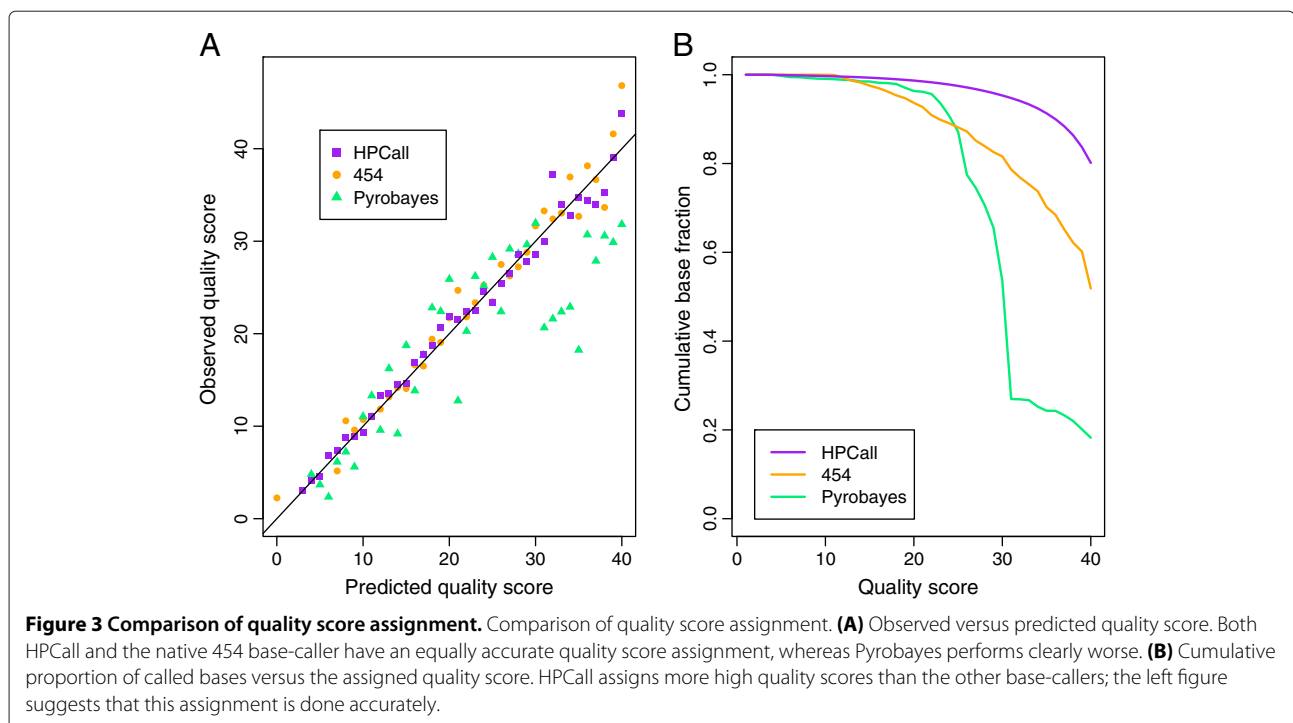 A
B
Observed quality score
0
10
20
30
40
0
10
20
30
40
Predicted quality score
HPCall
454
Pyrobayes
Cumulative base fraction
0.0
0.2
0.4
0.6
0.8
1.0
0
10
20
30
40
Quality score
HPCall
454
Pyrobayes
Figure 3 Comparison of quality score assignment. Comparison of quality score assignment. (A) Observed versus predicted quality score. Both
HPCall and the native 454 base-caller have an equally accurate quality score assignment, whereas Pyrobayes performs clearly worse. (B) Cumulative
proportion of called bases versus the assigned quality score. HPCall assigns more high quality scores than the other base-callers; the left figure
suggests that this assignment is done accurately.